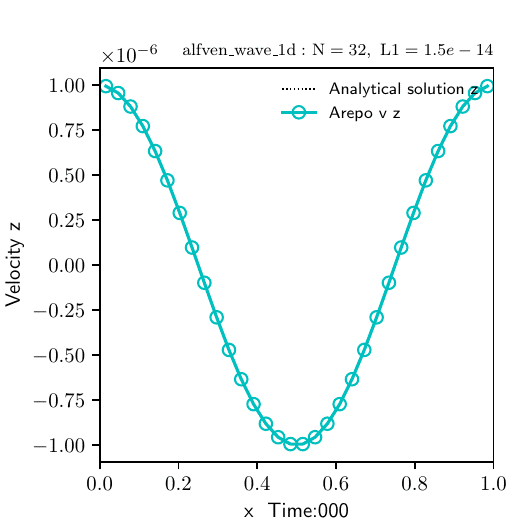 ×10⁻⁶ alfven_wave_1d : N = 32, L1 = 1.5e − 14
Analytical solution z
Arepo v z
1.00
0.75
0.50
0.25
0.00
−0.25
−0.50
−0.75
−1.00
Velocity z
0.0 0.2 0.4 0.6 0.8 1.0
x Time:000